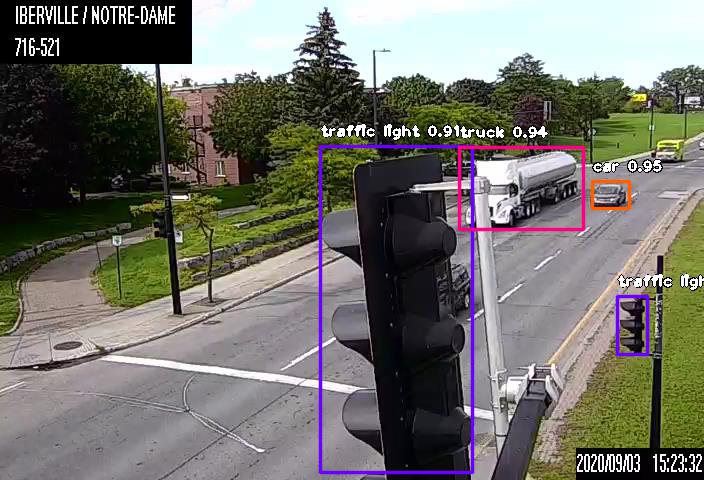 IBERVILLE / NOTRE-DAME
716-521
traffic light 0.91
truck 0.94
car 0.95
traffic
2020/09/03 15:23:32